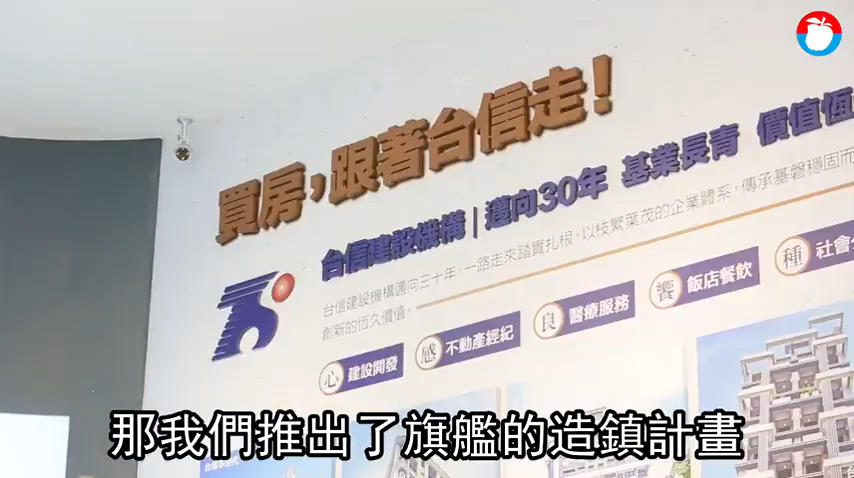 買房，跟著台信走！
台信建設機構｜邁向30年 基業長青 價值恆
台信建設機構邁向三十年，一路走來踏實扎根，以枝繁葉茂的企業體系，傳承基磐穩固而
創新的恆久價值。
心 建設開發 感 不動產經紀 良 醫療服務 饗 飯店餐飲 種 社會
那我們推出了旗艦的造鎮計畫